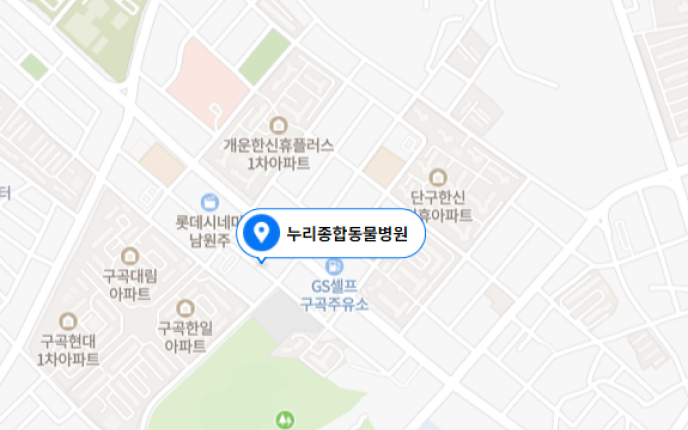 개운한신휴플러스
1차아파트
단구한신
휴아파트
터
롯데시네마
남원주
누리종합동물병원
구곡대림
아파트
GS셀프
구곡주유소
구곡현대
1차아파트
구곡한일
아파트